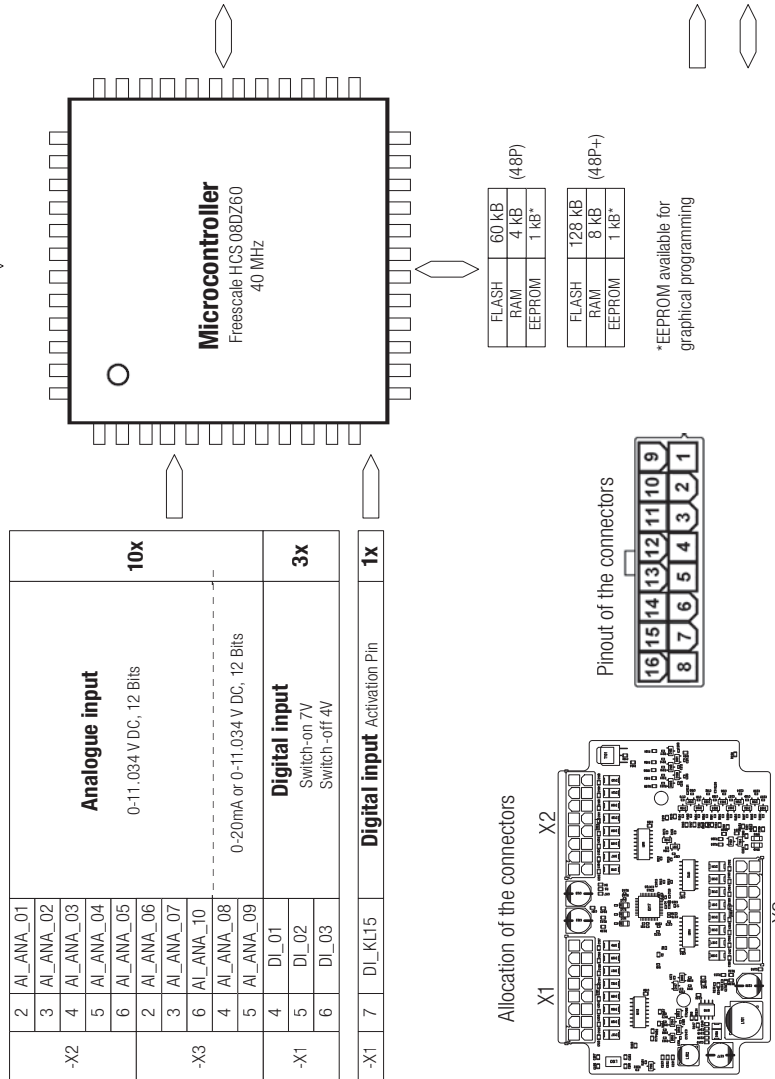 -X2
2 AI_ANA_01
3 AI_ANA_02
4 AI_ANA_03
5 AI_ANA_04
6 AI_ANA_05
-X3
2 AI_ANA_06
3 AI_ANA_07
6 AI_ANA_10
4 AI_ANA_08
5 AI_ANA_09
Analogue input
0-11.034 V DC, 12 Bits
0-20mA or 0-11.034 V DC, 12 Bits
10x
-X1
4 DI_01
5 DI_02
6 DI_03
Digital input
Switch-on 7V
Switch-off 4V
3x
-X1 7 DI_KL15 Digital input Activation Pin 1x
Microcontroller
Freescale HCS 08DZ60
40 MHz
FLASH 60 kB
RAM 4 kB
EEPROM 1 kB*
(48P)
FLASH 128 kB
RAM 8 kB
EEPROM 1 kB*
(48P+)
*EEPROM available for
graphical programming
Allocation of the connectors
X1 X2
Pinout of the connectors
16 15 14 13 12 11 10 9
8 7 6 5 4 3 2 1